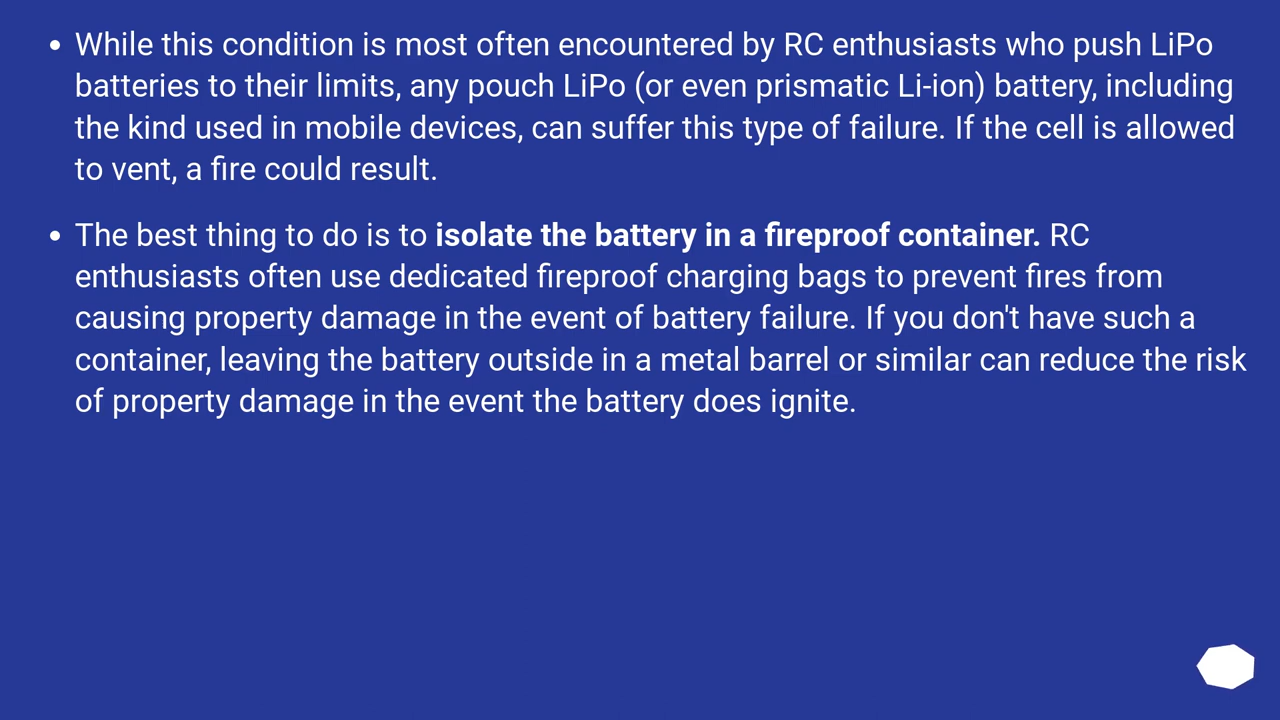 While this condition is most often encountered by RC enthusiasts who push LiPo
batteries to their limits, any pouch LiPo (or even prismatic Li-ion) battery, including
the kind used in mobile devices, can suffer this type of failure. If the cell is allowed
to vent, a fire could result.
The best thing to do is to isolate the battery in a fireproof container. RC
enthusiasts often use dedicated fireproof charging bags to prevent fires from
causing property damage in the event of battery failure. If you don't have such a
container, leaving the battery outside in a metal barrel or similar can reduce the risk
of property damage in the event the battery does ignite.